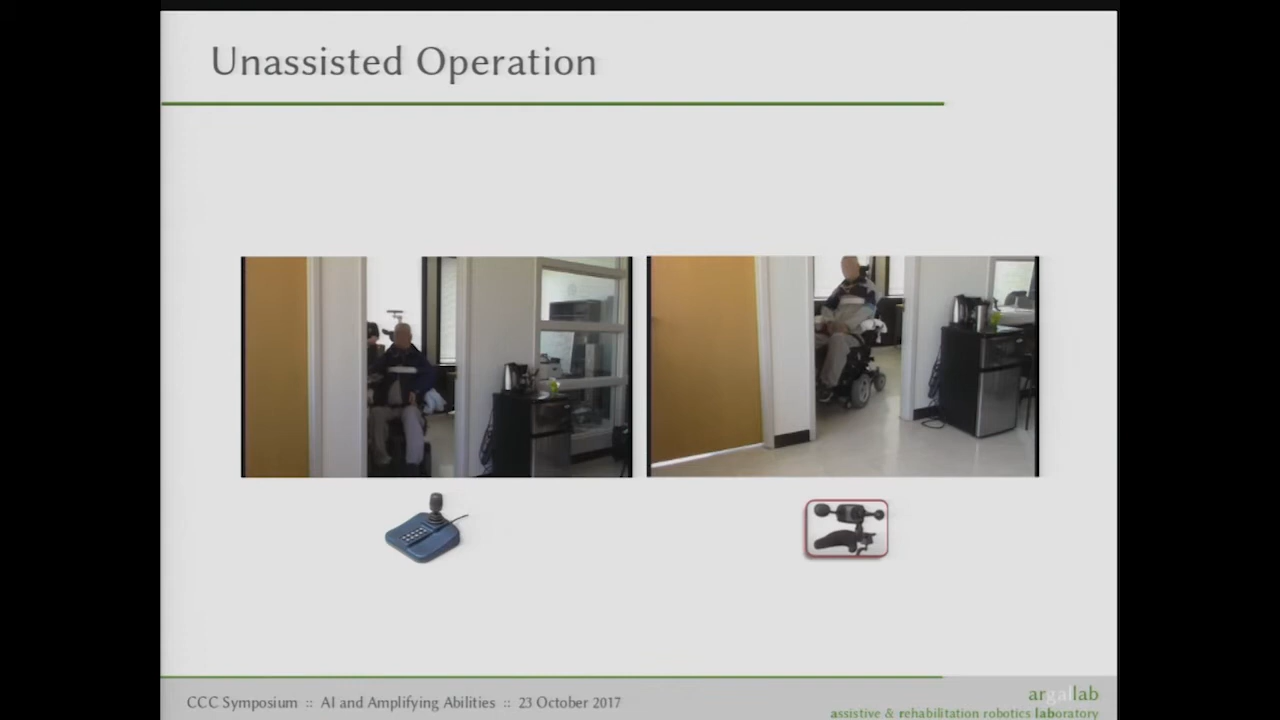 Unassisted Operation
CCC Symposium :: AI and Amplifying Abilities :: 23 October 2017
argallab
assistive & rehabilitation robotics laboratory